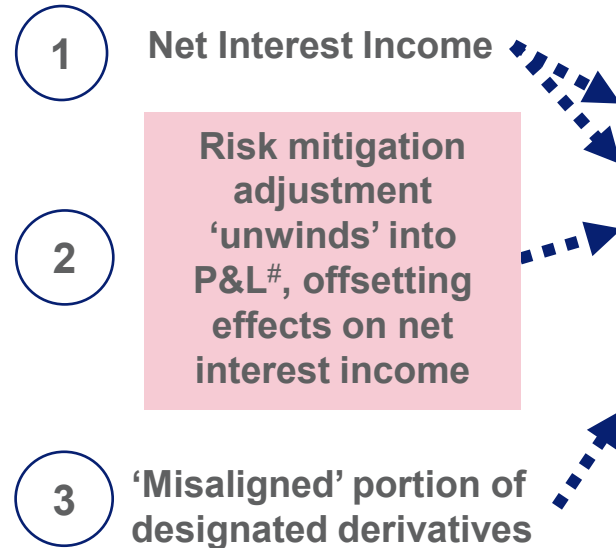 1
Net Interest Income
2
Risk mitigation
adjustment
‘unwinds’ into
P&L#, offsetting
effects on net
interest income
3
‘Misaligned’ portion of
designated derivatives